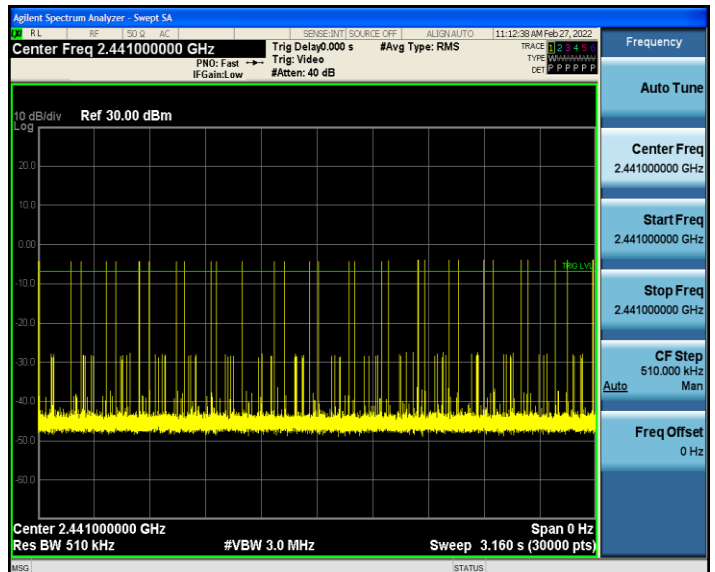 Agilent Spectrum Analyzer - Swept SA
RL RF 50 Ω AC SENSE:INT SOURCE OFF ALIGN AUTO 11:12:38 AM Feb 27, 2022
Center Freq 2.441000000 GHz
PNO: Fast
IFGain:Low
Trig Delay0.000 s
Trig: Video
#Atten: 40 dB
#Avg Type: RMS
TRACE 1 2 3 4 5 6
TYPE
DET P P P P P P
10 dB/div
Log
Ref 30.00 dBm
20.0
10.0
0.00
-10.0
-20.0
-30.0
-40.0
-50.0
-60.0
TRIG LVL
Center 2.441000000 GHz
Span 0 Hz
Res BW 510 kHz
#VBW 3.0 MHz
Sweep 3.160 s (30000 pts)
MSG
STATUS
Frequency
Auto Tune
Center Freq
2.441000000 GHz
Start Freq
2.441000000 GHz
Stop Freq
2.441000000 GHz
CF Step
510.000 kHz
Auto Man
Freq Offset
0 Hz